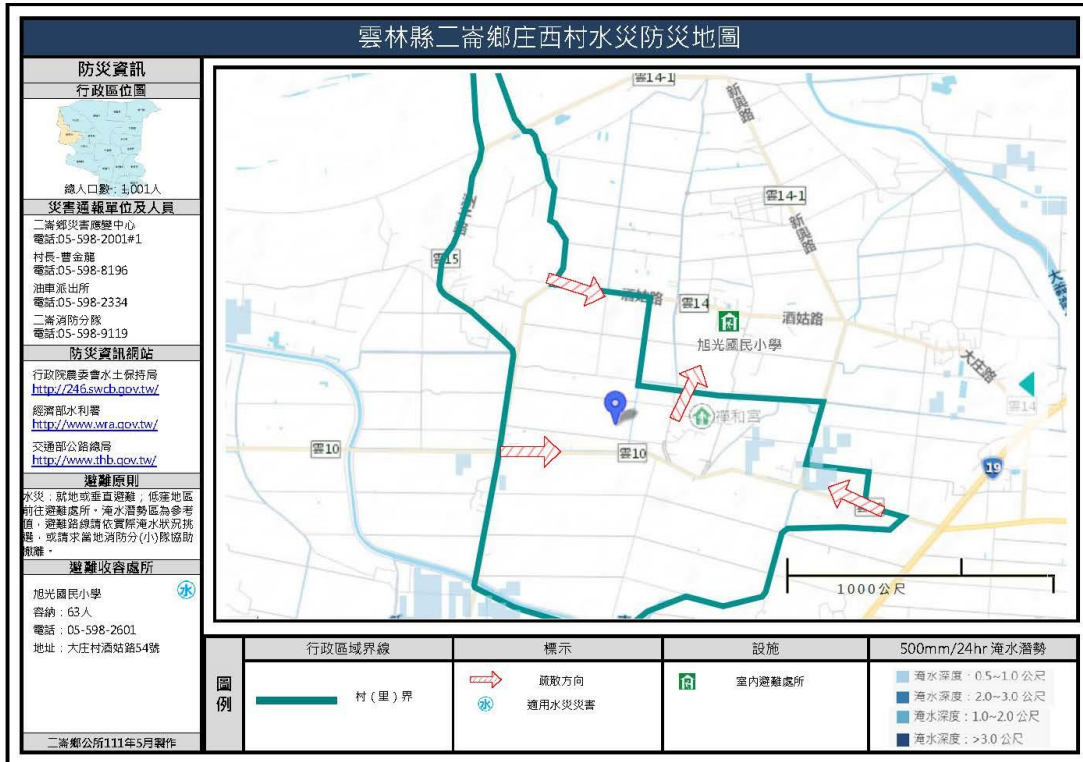 雲林縣二崙鄉庄西村水災防災地圖
防災資訊
行政區位圖
總人口數：1,001人
災害通報單位及人員
二崙鄉災害應變中心
電話:05-598-2001#1
村長-曹金龍
電話:05-598-8196
油車派出所
電話:05-598-2334
二崙消防分隊
電話:05-598-9119
防災資訊網站
行政院農委會水土保持局
http://246.swcb.gov.tw/
經濟部水利署
http://www.wra.gov.tw/
交通部公路總局
http://www.thb.gov.tw/
避難原則
水災：就地或垂直避難；低窪地區
前往避難處所。淹水潛勢區為參考
值，避難路線請依實際淹水狀況挑
選，或請求當地消防分(小)隊協助
撤離。
避難收容處所
旭光國民小學
水
容納：63人
電話：05-598-2601
地址：大庄村酒姑路54號
二崙鄉公所111年5月製作
雲14-1
新興路
雲14-1
新興路
雲15
酒姑路
雲14
酒姑路
旭光國民小學
大庄路
雲14
禪和宮
雲10
雲10
19
1000公尺
圖例
行政區域界線
村(里)界
標示
疏散方向
水
適用水災災害
設施
室內避難處所
500mm/24hr 淹水潛勢
淹水深度：0.5~1.0 公尺
淹水深度：2.0~3.0 公尺
淹水深度：1.0~2.0 公尺
淹水深度：>3.0 公尺